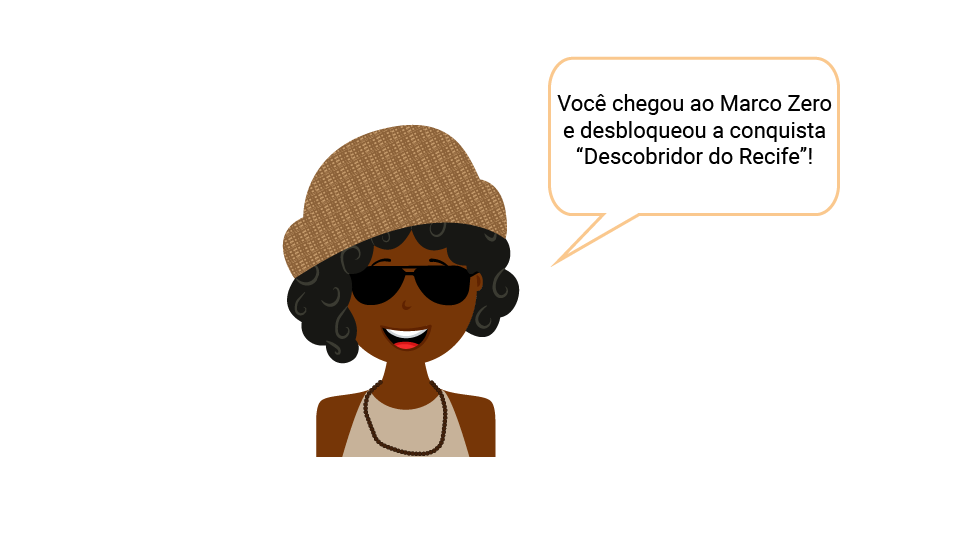 Você chegou ao Marco Zero
e desbloqueou a conquista
“Descobridor do Recife”!